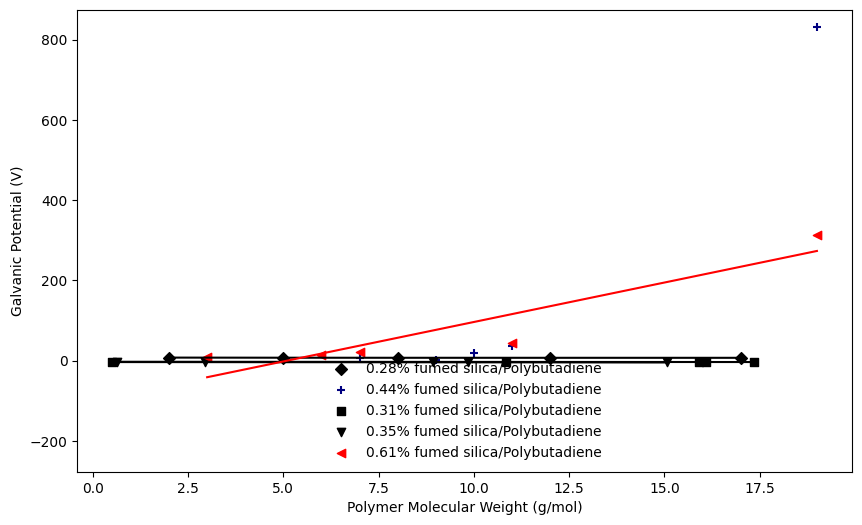 800
600
400
200
0
−200
Galvanic Potential (V)
0.28% fumed silica/Polybutadiene
0.44% fumed silica/Polybutadiene
0.31% fumed silica/Polybutadiene
0.35% fumed silica/Polybutadiene
0.61% fumed silica/Polybutadiene
0.0 2.5 5.0 7.5 10.0 12.5 15.0 17.5
Polymer Molecular Weight (g/mol)